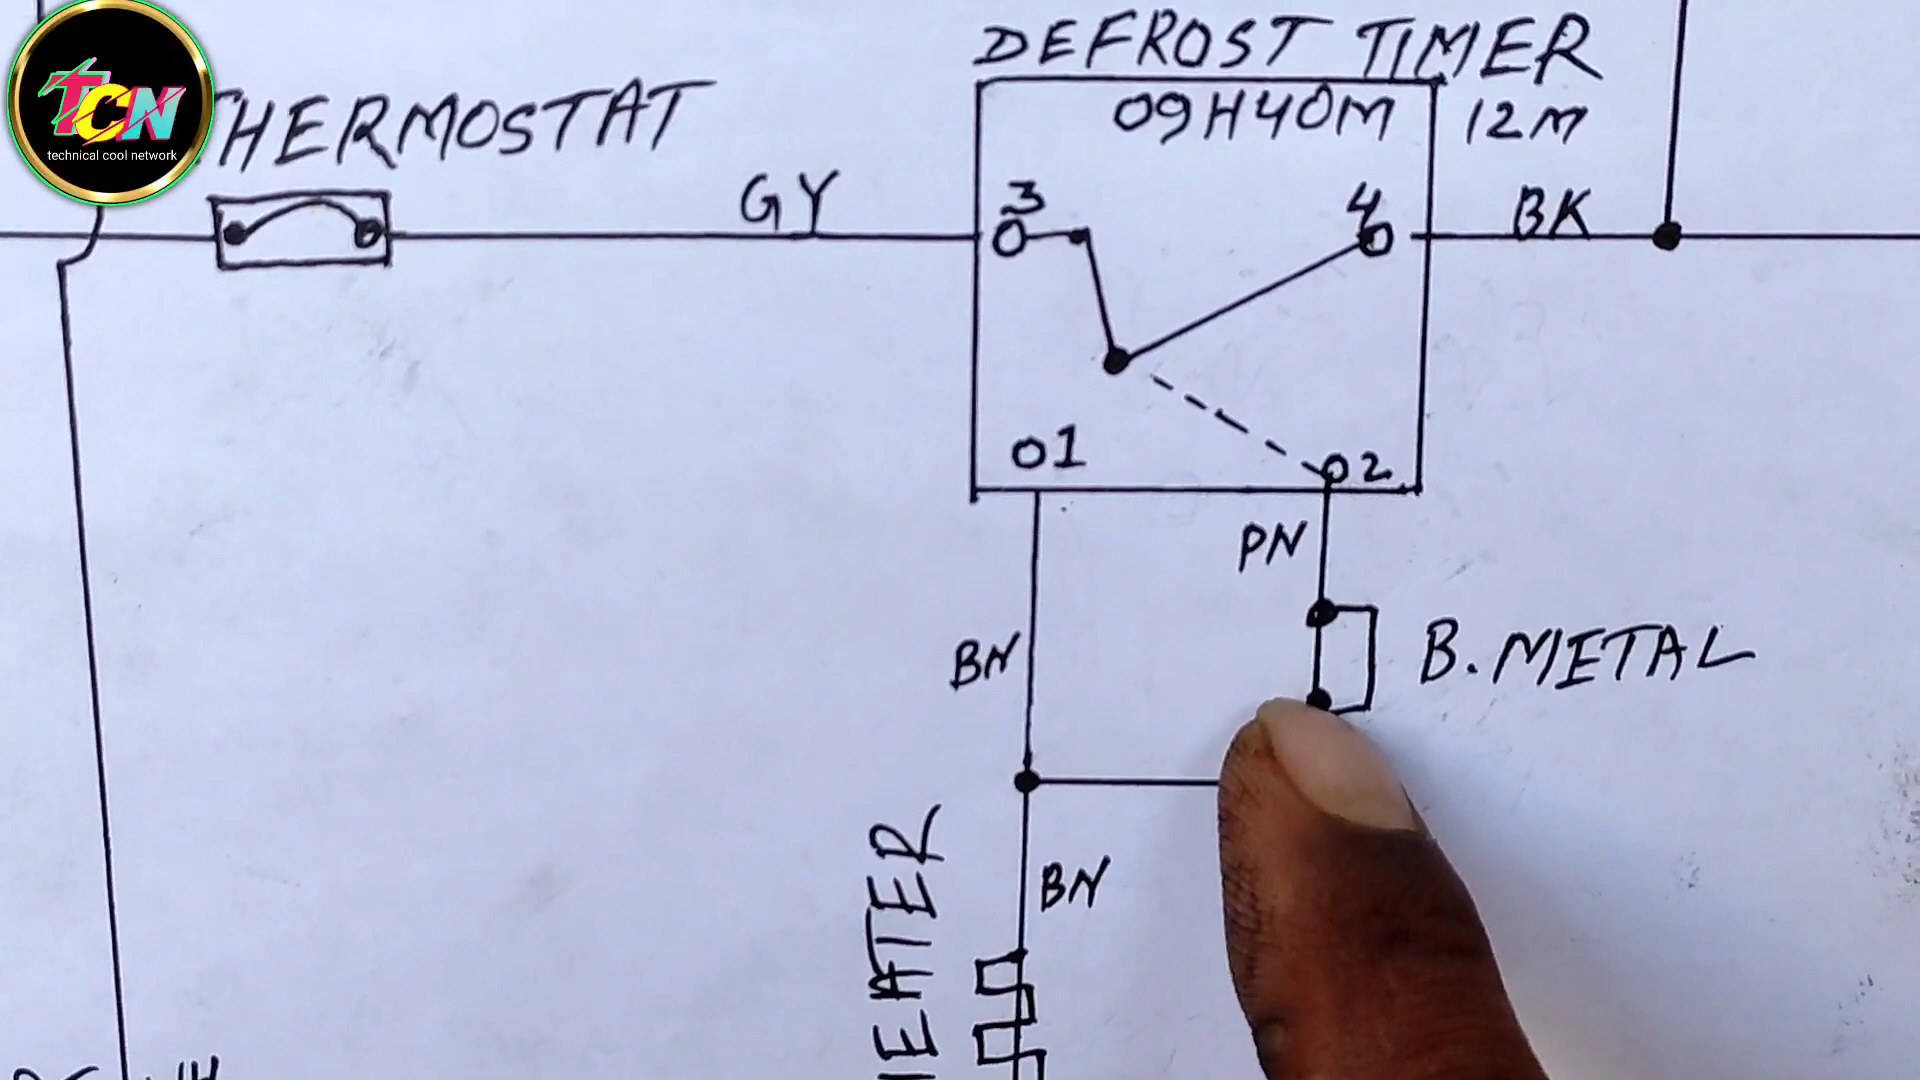 DEFROST TIMER
TCN
technical cool network
THERMOSTAT
09H40M 12M
GY
3
4
BK
01
02
PN
BN
B.METAL
BN
HEATER